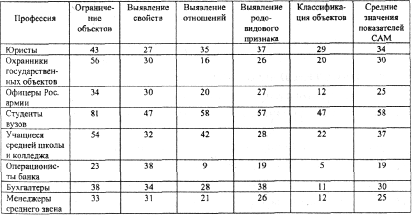 Профессия
Ограниче-
ние
объектов
Выявление
свойств
Выявление
отношений
Выявление
родо-
видового
признака
Классифика-
ция объектов
Средние
значения
показателей
САМ
Юристы 43 27 35 37 29 34
Охранники
государствен-
ных объектов
56 30 16 26 20 30
Офицеры Рос.
армии
34 30 20 27 12 25
Студенты
вузов
81 47 58 57 47 58
Учащиеся
средней школы
и колледжа
54 32 42 28 22 37
Операционис-
ты банка
23 38 9 19 5 19
Бухгалтеры 38 34 28 38 11 30
Менеджеры
среднего звена
33 31 21 26 12 25